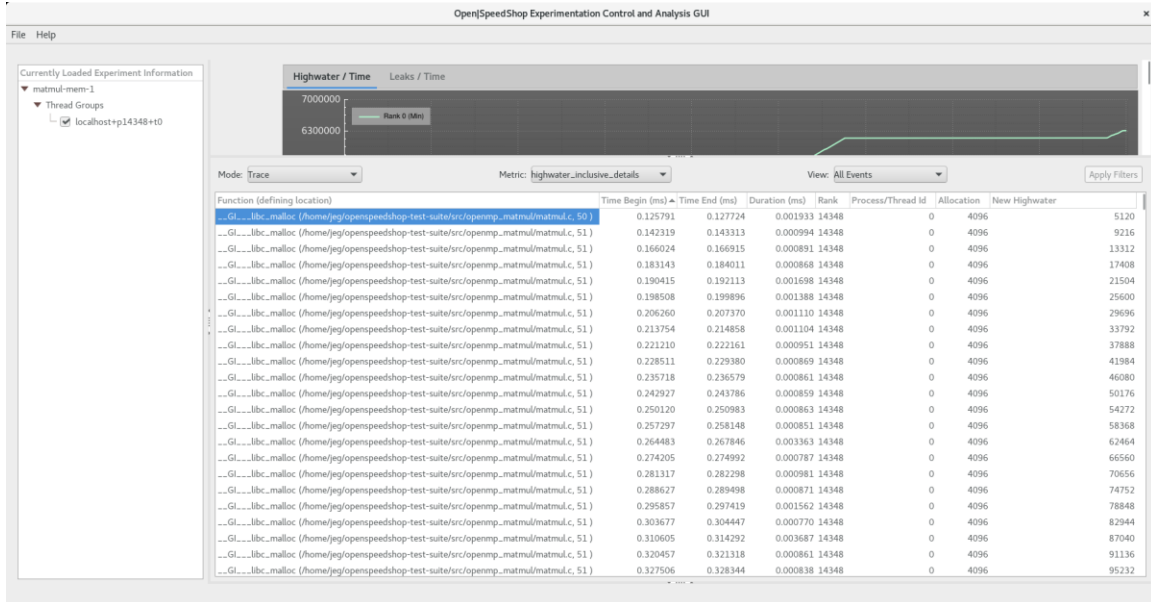 Open|SpeedShop Experimentation Control and Analysis GUI ×
File Help
Currently Loaded Experiment Information
matmul-mem-1
Thread Groups
localhost+p14348+t0
Highwater / Time Leaks / Time
7000000
Rank 0 (Min)
6300000
Mode: Trace Metric: highwater_inclusive_details View: All Events Apply Filters
Function (defining location) Time Begin (ms) Time End (ms) Duration (ms) Rank Process/Thread Id Allocation New Highwater
__GI___libc_malloc (/home/jeg/openspeedshop-test-suite/src/openmp_matmul/matmul.c, 50 ) 0.125791 0.127724 0.001933 14348 0 4096 5120
__GI___libc_malloc (/home/jeg/openspeedshop-test-suite/src/openmp_matmul/matmul.c, 51 ) 0.142319 0.143313 0.000994 14348 0 4096 9216
__GI___libc_malloc (/home/jeg/openspeedshop-test-suite/src/openmp_matmul/matmul.c, 51 ) 0.166024 0.166915 0.000891 14348 0 4096 13312
__GI___libc_malloc (/home/jeg/openspeedshop-test-suite/src/openmp_matmul/matmul.c, 51 ) 0.183143 0.184011 0.000868 14348 0 4096 17408
__GI___libc_malloc (/home/jeg/openspeedshop-test-suite/src/openmp_matmul/matmul.c, 51 ) 0.190415 0.192113 0.001698 14348 0 4096 21504
__GI___libc_malloc (/home/jeg/openspeedshop-test-suite/src/openmp_matmul/matmul.c, 51 ) 0.198508 0.199896 0.001388 14348 0 4096 25600
__GI___libc_malloc (/home/jeg/openspeedshop-test-suite/src/openmp_matmul/matmul.c, 51 ) 0.206260 0.207370 0.001110 14348 0 4096 29696
__GI___libc_malloc (/home/jeg/openspeedshop-test-suite/src/openmp_matmul/matmul.c, 51 ) 0.213754 0.214858 0.001104 14348 0 4096 33792
__GI___libc_malloc (/home/jeg/openspeedshop-test-suite/src/openmp_matmul/matmul.c, 51 ) 0.221210 0.222161 0.000951 14348 0 4096 37888
__GI___libc_malloc (/home/jeg/openspeedshop-test-suite/src/openmp_matmul/matmul.c, 51 ) 0.228511 0.229380 0.000869 14348 0 4096 41984
__GI___libc_malloc (/home/jeg/openspeedshop-test-suite/src/openmp_matmul/matmul.c, 51 ) 0.235718 0.236579 0.000861 14348 0 4096 46080
__GI___libc_malloc (/home/jeg/openspeedshop-test-suite/src/openmp_matmul/matmul.c, 51 ) 0.242927 0.243786 0.000859 14348 0 4096 50176
__GI___libc_malloc (/home/jeg/openspeedshop-test-suite/src/openmp_matmul/matmul.c, 51 ) 0.250120 0.250983 0.000863 14348 0 4096 54272
__GI___libc_malloc (/home/jeg/openspeedshop-test-suite/src/openmp_matmul/matmul.c, 51 ) 0.257297 0.258148 0.000851 14348 0 4096 58368
__GI___libc_malloc (/home/jeg/openspeedshop-test-suite/src/openmp_matmul/matmul.c, 51 ) 0.264483 0.267846 0.003363 14348 0 4096 62464
__GI___libc_malloc (/home/jeg/openspeedshop-test-suite/src/openmp_matmul/matmul.c, 51 ) 0.274205 0.274992 0.000787 14348 0 4096 66560
__GI___libc_malloc (/home/jeg/openspeedshop-test-suite/src/openmp_matmul/matmul.c, 51 ) 0.281317 0.282298 0.000981 14348 0 4096 70656
__GI___libc_malloc (/home/jeg/openspeedshop-test-suite/src/openmp_matmul/matmul.c, 51 ) 0.288627 0.289498 0.000871 14348 0 4096 74752
__GI___libc_malloc (/home/jeg/openspeedshop-test-suite/src/openmp_matmul/matmul.c, 51 ) 0.295857 0.297419 0.001562 14348 0 4096 78848
__GI___libc_malloc (/home/jeg/openspeedshop-test-suite/src/openmp_matmul/matmul.c, 51 ) 0.303677 0.304447 0.000770 14348 0 4096 82944
__GI___libc_malloc (/home/jeg/openspeedshop-test-suite/src/openmp_matmul/matmul.c, 51 ) 0.310605 0.314292 0.003687 14348 0 4096 87040
__GI___libc_malloc (/home/jeg/openspeedshop-test-suite/src/openmp_matmul/matmul.c, 51 ) 0.320457 0.321318 0.000861 14348 0 4096 91136
__GI___libc_malloc (/home/jeg/openspeedshop-test-suite/src/openmp_matmul/matmul.c, 51 ) 0.327506 0.328344 0.000838 14348 0 4096 95232